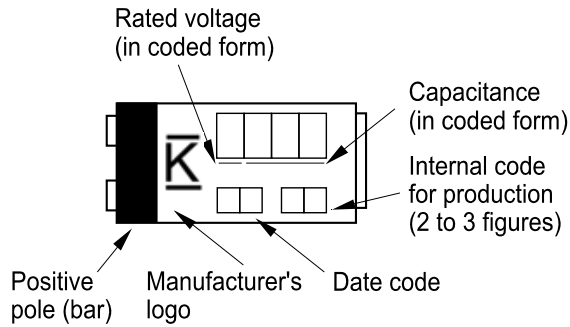 Rated voltage
(in coded form)
Capacitance
(in coded form)
K
Internal code
for production
(2 to 3 figures)
Positive
pole (bar)
Manufacturer's
logo
Date code